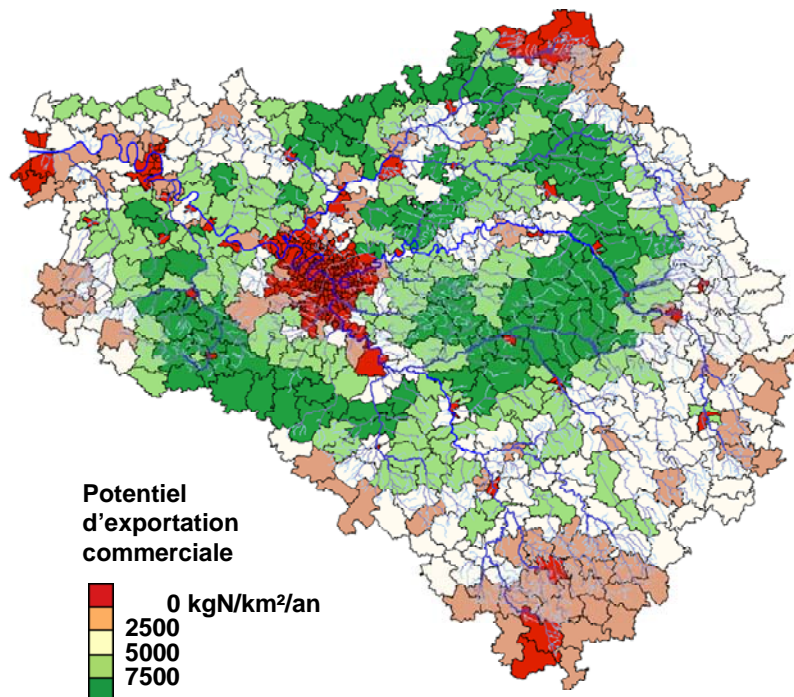 Potentiel
d’exportation
commerciale
0 kgN/km²/an
2500
5000
7500